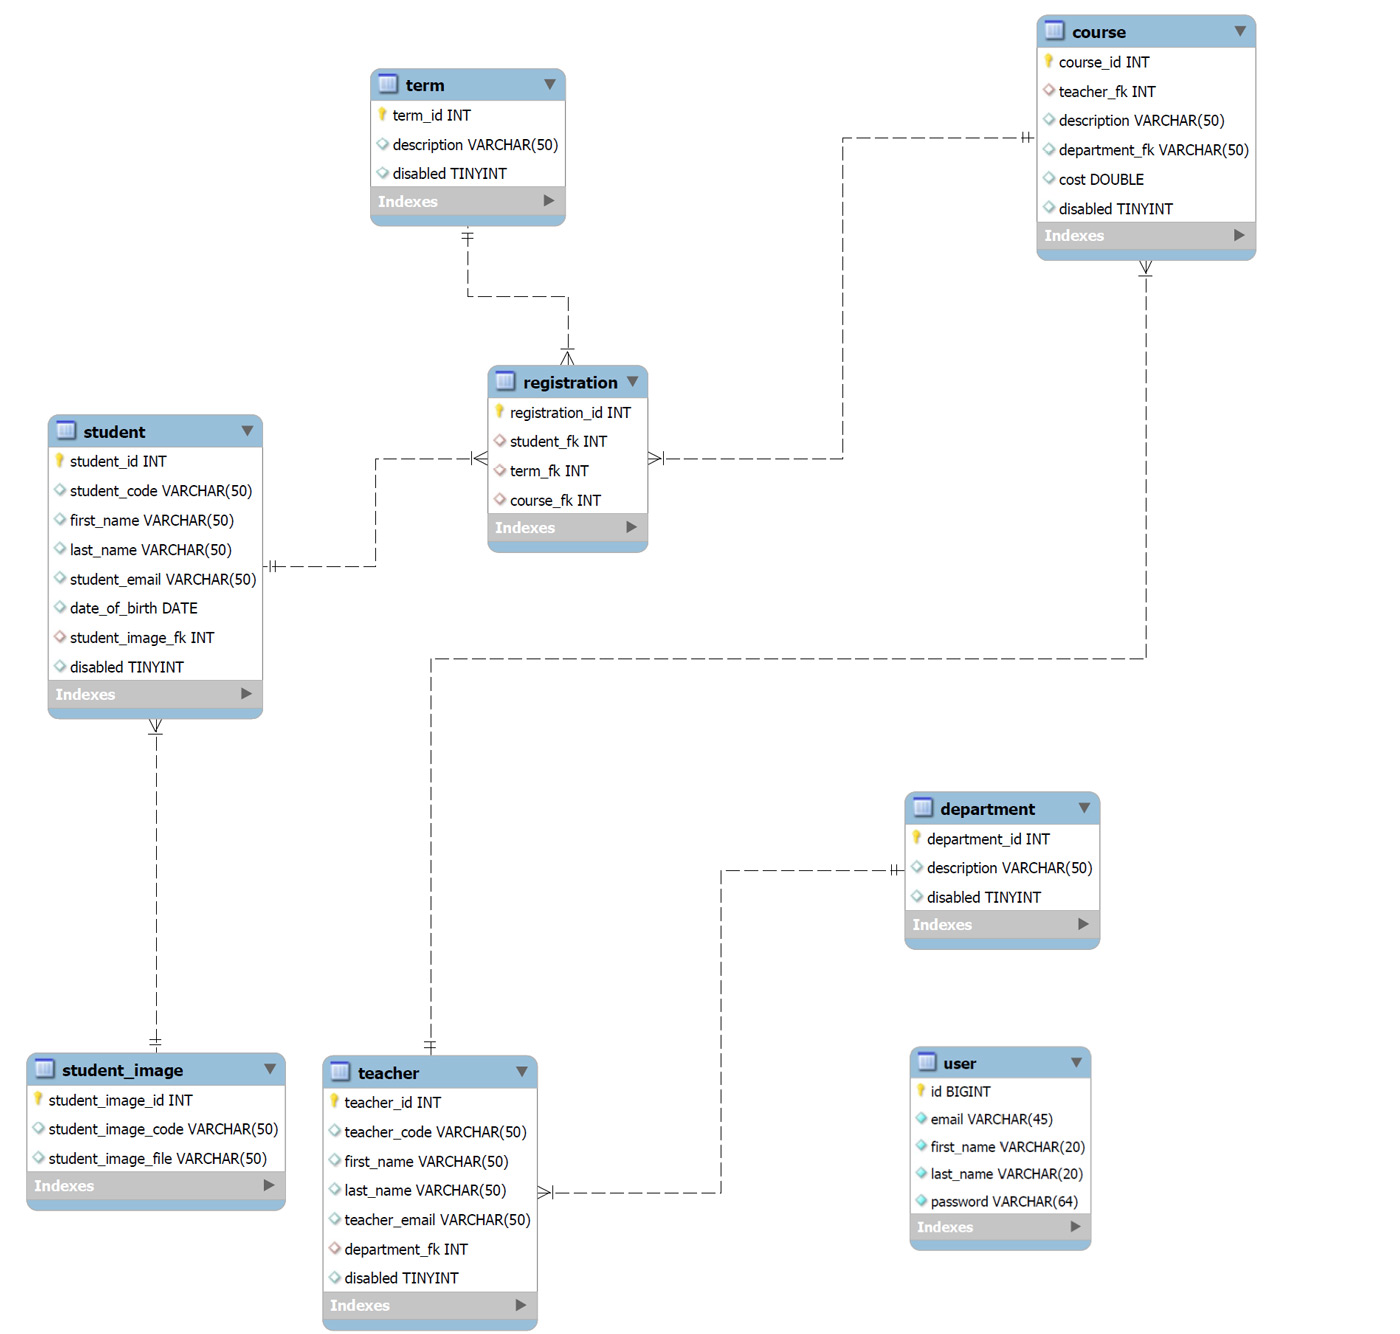 course
course_id INT
teacher_fk INT
description VARCHAR(50)
department_fk VARCHAR(50)
cost DOUBLE
disabled TINYINT
Indexes
term
term_id INT
description VARCHAR(50)
disabled TINYINT
Indexes
registration
registration_id INT
student_fk INT
term_fk INT
course_fk INT
Indexes
student
student_id INT
student_code VARCHAR(50)
first_name VARCHAR(50)
last_name VARCHAR(50)
student_email VARCHAR(50)
date_of_birth DATE
student_image_fk INT
disabled TINYINT
Indexes
department
department_id INT
description VARCHAR(50)
disabled TINYINT
Indexes
student_image
student_image_id INT
student_image_code VARCHAR(50)
student_image_file VARCHAR(50)
Indexes
teacher
teacher_id INT
teacher_code VARCHAR(50)
first_name VARCHAR(50)
last_name VARCHAR(50)
teacher_email VARCHAR(50)
department_fk INT
disabled TINYINT
Indexes
user
id BIGINT
email VARCHAR(45)
first_name VARCHAR(20)
last_name VARCHAR(20)
password VARCHAR(64)
Indexes